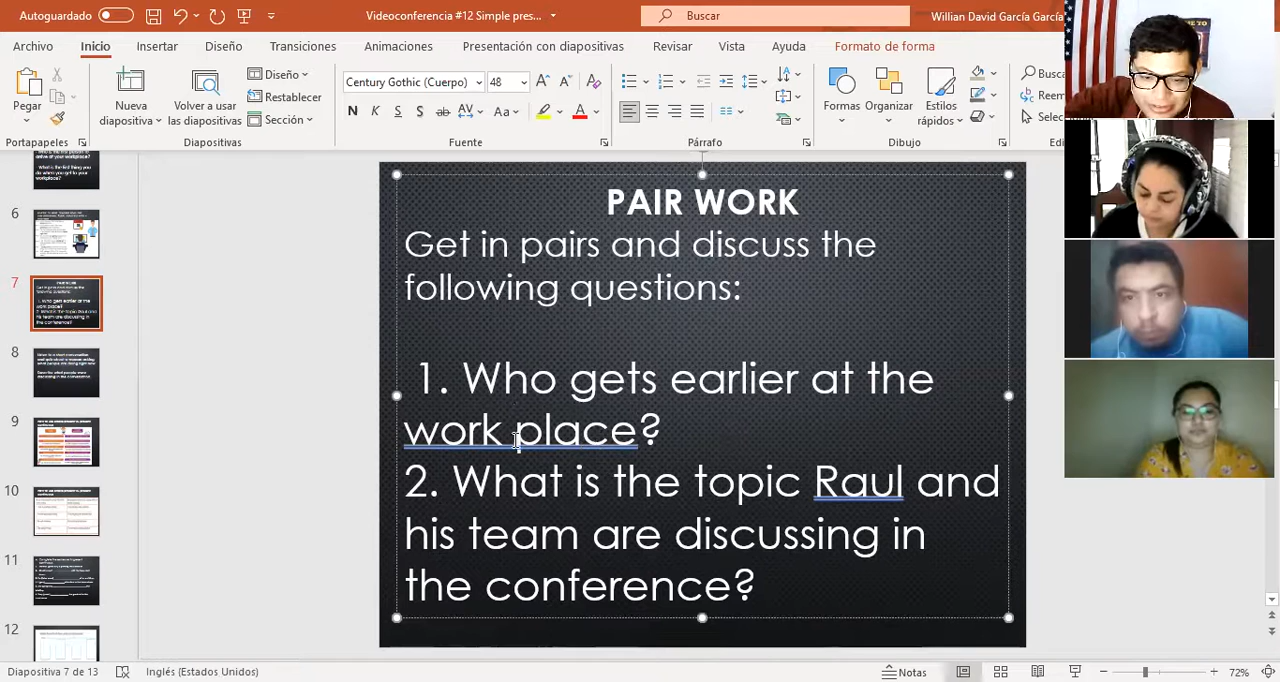 Autoguardado
Videoconferencia #12 Simple pres...
Buscar
Willian David García García
Archivo
Inicio
Insertar
Diseño
Transiciones
Animaciones
Presentación con diapositivas
Revisar
Vista
Ayuda
Formato de forma
Pegar
Nueva diapositiva
Volver a usar las diapositivas
Diseño
Restablecer
Sección
Century Gothic (Cuerpo)
48
Formas
Organizar
Estilos rápidos
Portapapeles
Diapositivas
Fuente
Párrafo
Dibujo
6
7
8
9
10
11
12
PAIR WORK
Get in pairs and discuss the
following questions:
1. Who gets earlier at the
work place?
2. What is the topic Raul and
his team are discussing in
the conference?
Diapositiva 7 de 13
Inglés (Estados Unidos)
Notas
72%